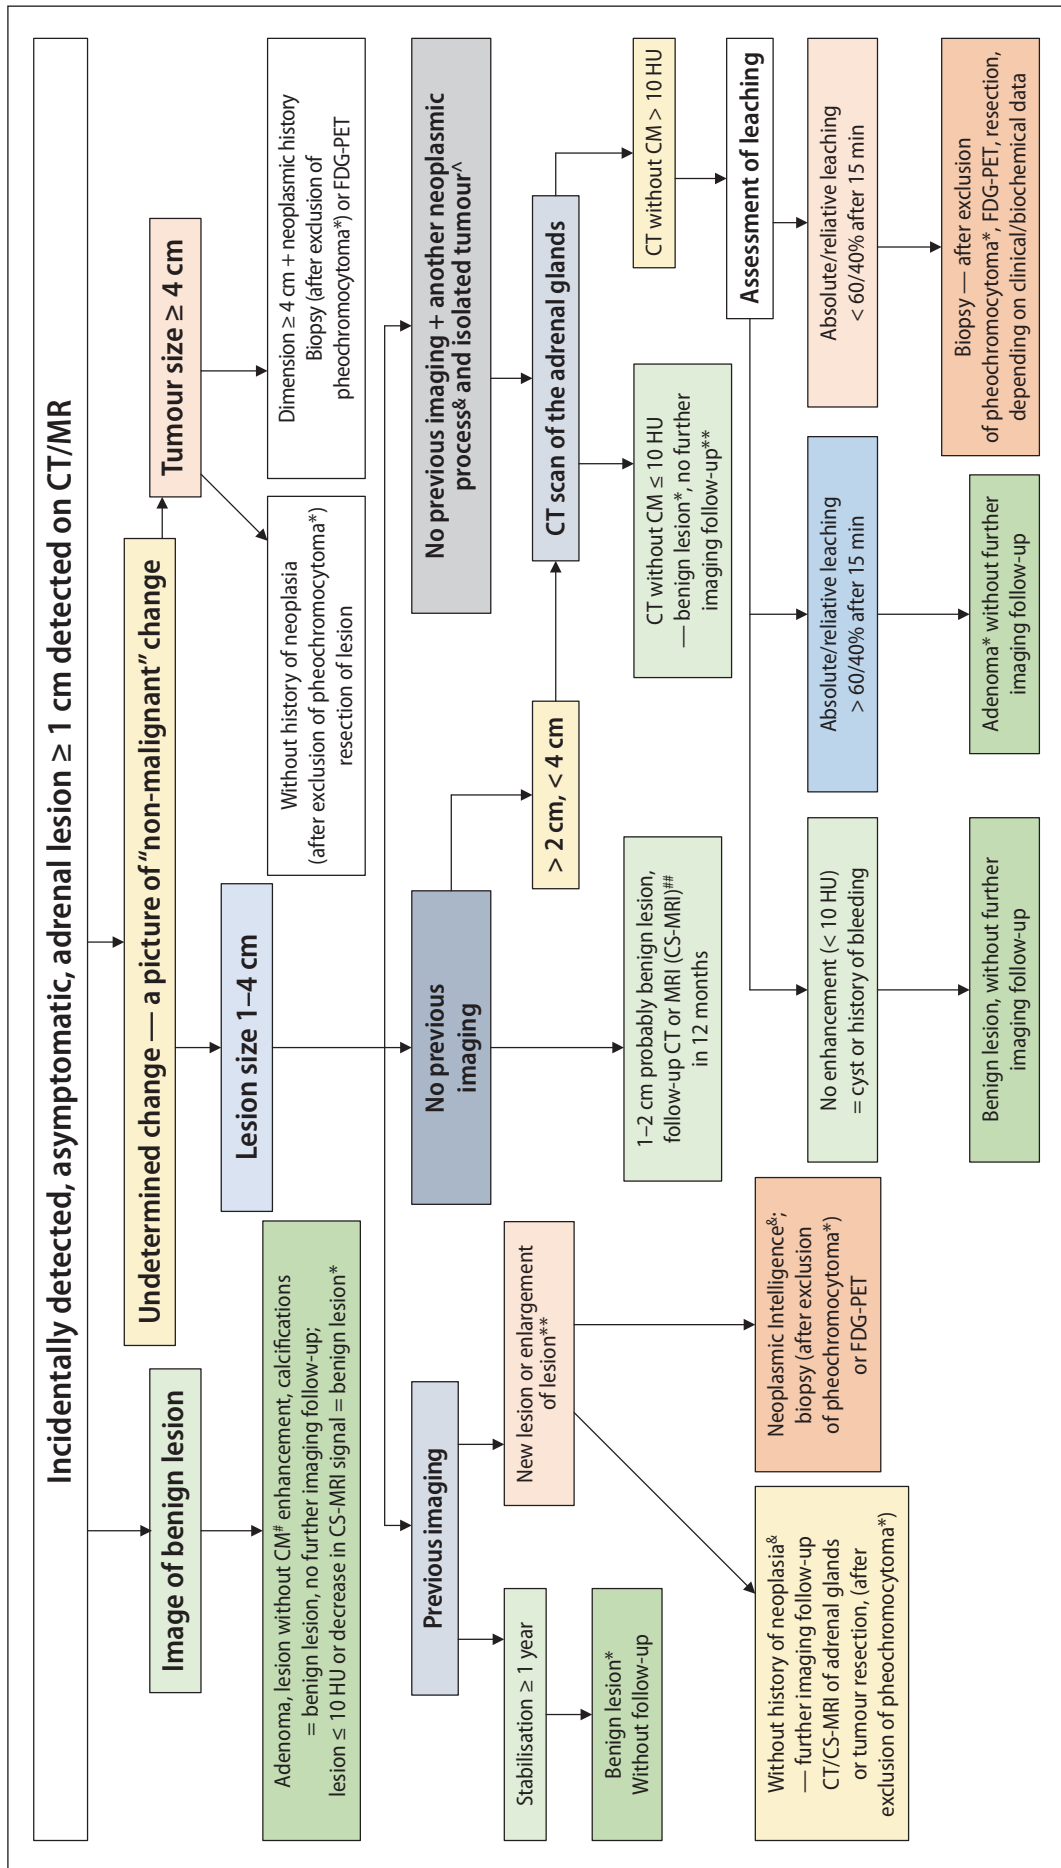 Incidentally detected, asymptomatic, adrenal lesion ≥ 1 cm detected on CT/MR
Image of benign lesion
Undetermined change — a picture of "non-malignant" change
Adenoma, lesion without CM# enhancement, calcifications
= benign lesion, no further imaging follow-up;
lesion ≤ 10 HU or decrease in CS-MRI signal = benign lesion*
Lesion size 1–4 cm
Tumour size ≥ 4 cm
Without history of neoplasia
(after exclusion of pheochromocytoma*)
resection of lesion
Dimension ≥ 4 cm + neoplasmic history
Biopsy (after exclusion of
pheochromocytoma*) or FDG-PET
Previous imaging
No previous
imaging
No previous imaging + another neoplasmic
process& and isolated tumour^
Stabilisation ≥ 1 year
New lesion or enlargement
of lesion**
> 2 cm, < 4 cm
CT scan of the adrenal glands
Benign lesion*
Without follow-up
1–2 cm probably benign lesion,
follow-up CT or MRI (CS-MRI)##
in 12 months
CT without CM ≤ 10 HU
— benign lesion*, no further
imaging follow-up**
CT without CM > 10 HU
Without history of neoplasia&
— further imaging follow-up
CT/CS-MRI of adrenal glands
or tumour resection, (after
exclusion of pheochromocytoma*)
Neoplasmic Intelligence&;
biopsy (after exclusion
of pheochromocytoma*)
or FDG-PET
Assessment of leaching
No enhancement (< 10 HU)
= cyst or history of bleeding
Absolute/reliative leaching
> 60/40% after 15 min
Absolute/reliative leaching
< 60/40% after 15 min
Benign lesion, without further
imaging follow-up
Adenoma* without further
imaging follow-up
Biopsy — after exclusion
of pheochromocytoma*, FDG-PET, resection,
depending on clinical/biochemical data